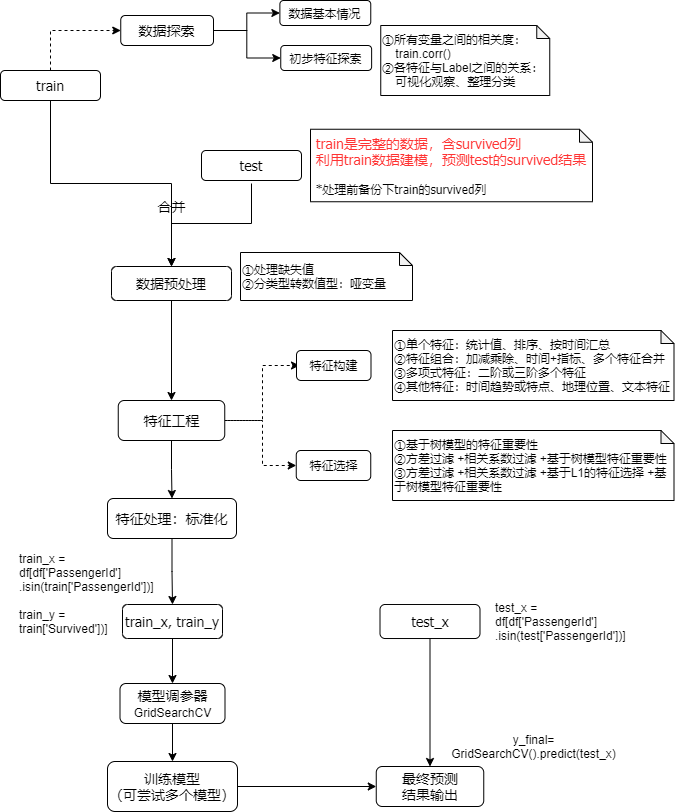 数据探索
数据基本情况
初步特征探索
①所有变量之间的相关度：
train.corr()
②各特征与Label之间的关系：
可视化观察、整理分类
train
test
train是完整的数据，含survived列
利用train数据建模，预测test的survived结果
*处理前备份下train的survived列
合并
数据预处理
①处理缺失值
②分类型转数值型：哑变量
特征构建
①单个特征：统计值、排序、按时间汇总
②特征组合：加减乘除、时间+指标、多个特征合并
③多项式特征：二阶或三阶多个特征
④其他特征：时间趋势或特点、地理位置、文本特征
特征工程
特征选择
①基于树模型的特征重要性
②方差过滤 +相关系数过滤 +基于树模型特征重要性
③方差过滤 +相关系数过滤 +基于L1的特征选择 +基
于树模型特征重要性
特征处理：标准化
train_x =
df[df['PassengerId']
.isin(train['PassengerId'])]
train_y =
train['Survived'])]
train_x, train_y
test_x
test_x =
df[df['PassengerId']
.isin(test['PassengerId'])]
模型调参器
GridSearchCV
y_final=
GridSearchCV().predict(test_x)
训练模型
（可尝试多个模型）
最终预测
结果输出